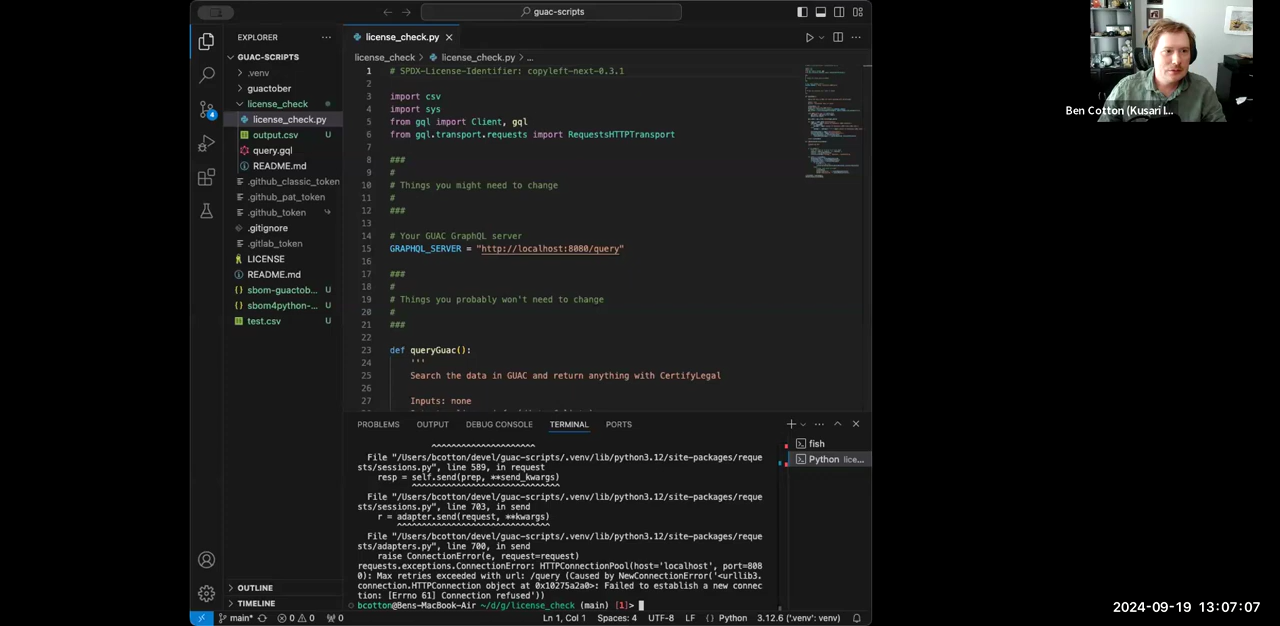 guac-scripts
EXPLORER
GUAC-SCRIPTS
.venv
guactober
license_check
license_check.py
output.csv U
query.gql
README.md
.github_classic_token
.github_pat_token
.github_token
.gitignore
.gitlab_token
LICENSE
README.md
sbom-guactob... U
sbom4python-... U
test.csv U
OUTLINE
TIMELINE
license_check.py
license_check > license_check.py > ...
1 # SPDX-License-Identifier: copyleft-next-0.3.1
2
3 import csv
4 import sys
5 from gql import Client, gql
6 from gql.transport.requests import RequestsHTTPTransport
7
8 ###
9 #
10 # Things you might need to change
11 #
12 ###
13
14 # Your GUAC GraphQL server
15 GRAPHQL_SERVER = "http://localhost:8080/query"
16
17 ###
18 #
19 # Things you probably won't need to change
20 #
21 ###
22
23 def queryGuac():
24 '''
25 Search the data in GUAC and return anything with CertifyLegal
26
27 Inputs: none
PROBLEMS OUTPUT DEBUG CONSOLE TERMINAL PORTS
^^^^^^^^^^^^^^^^^^^^^
File "/Users/bcotton/devel/guac-scripts/.venv/lib/python3.12/site-packages/reque
sts/sessions.py", line 589, in request
resp = self.send(prep, **send_kwargs)
^^^^^^^^^^^^^^^^^^^^^^^^^^^^^^
File "/Users/bcotton/devel/guac-scripts/.venv/lib/python3.12/site-packages/reque
sts/sessions.py", line 703, in send
r = adapter.send(request, **kwargs)
^^^^^^^^^^^^^^^^^^^^^^^^^^^^^^^
File "/Users/bcotton/devel/guac-scripts/.venv/lib/python3.12/site-packages/reque
sts/adapters.py", line 700, in send
raise ConnectionError(e, request=request)
requests.exceptions.ConnectionError: HTTPConnectionPool(host='localhost', port=808
0): Max retries exceeded with url: /query (Caused by NewConnectionError('<urllib3.
connection.HTTPConnection object at 0x10275a2a0>: Failed to establish a new connec
tion: [Errno 61] Connection refused'))
bcotton@Bens-MacBook-Air ~/d/g/license_check (main) [1]>
fish
Python lice...
main* 0 0 0
Ln 1, Col 1 Spaces: 4 UTF-8 LF Python 3.12.6 ('.venv': venv)
4
Ben Cotton (Kusari I...
2024-09-19 13:07:07